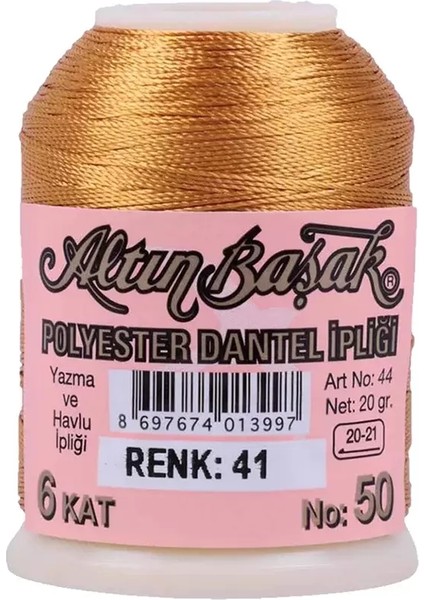 Altın Başak ®
POLYESTER DANTEL İPLİĞİ
Yazma
ve
Havlu
İpliği
8 697674 013997
Art No: 44
Net: 20 gr.
20-21
RENK: 41
6 KAT
No: 50